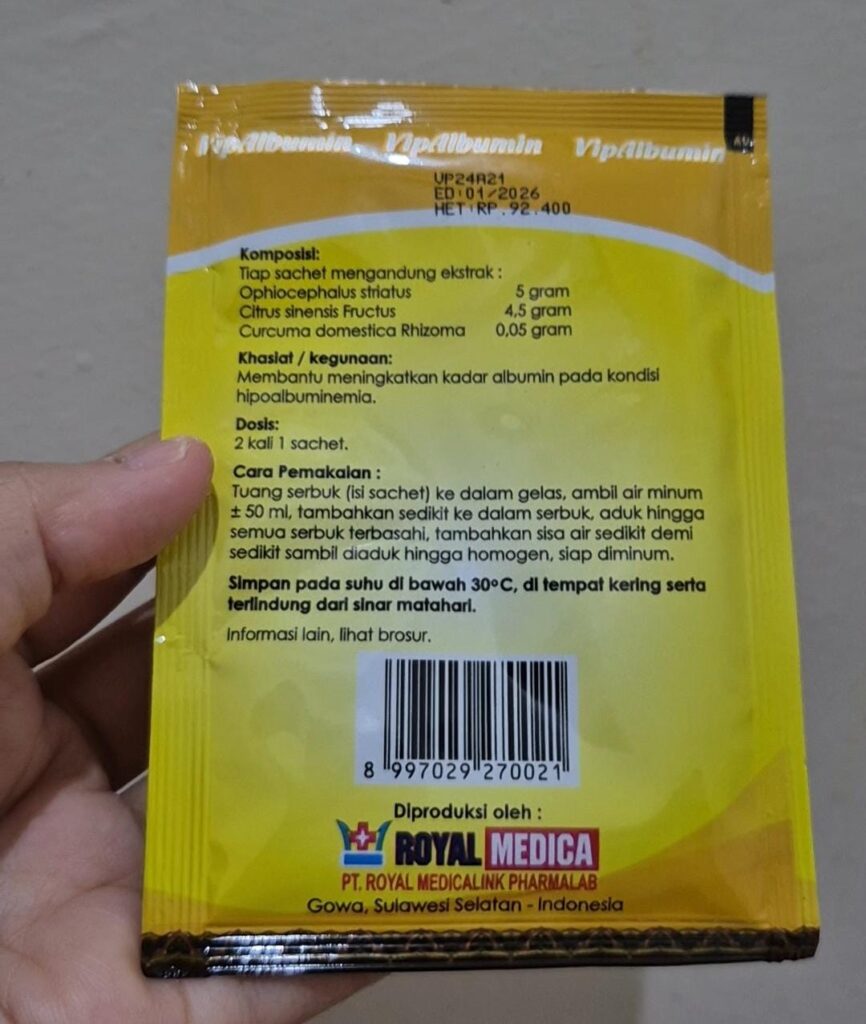 VipAlbumin VipAlbumin VipAlbumin
VP24A21
ED:01/2026
HET:RP.92.400
Komposisi:
Tiap sachet mengandung ekstrak :
Ophiocephalus striatus 5 gram
Citrus sinensis Fructus 4,5 gram
Curcuma domestica Rhizoma 0,05 gram
Khasiat / kegunaan:
Membantu meningkatkan kadar albumin pada kondisi
hipoalbuminemia.
Dosis:
2 kali 1 sachet.
Cara Pemakaian :
Tuang serbuk (isi sachet) ke dalam gelas, ambil air minum
± 50 ml, tambahkan sedikit ke dalam serbuk, aduk hingga
semua serbuk terbasahi, tambahkan sisa air sedikit demi
sedikit sambil diaduk hingga homogen, siap diminum.
Simpan pada suhu di bawah 30°C, di tempat kering serta
terlindung dari sinar matahari.
Informasi lain, lihat brosur.
8 997029 270021
Diproduksi oleh :
ROYAL MEDICA
PT. ROYAL MEDICALINK PHARMALAB
Gowa, Sulawesi Selatan - Indonesia